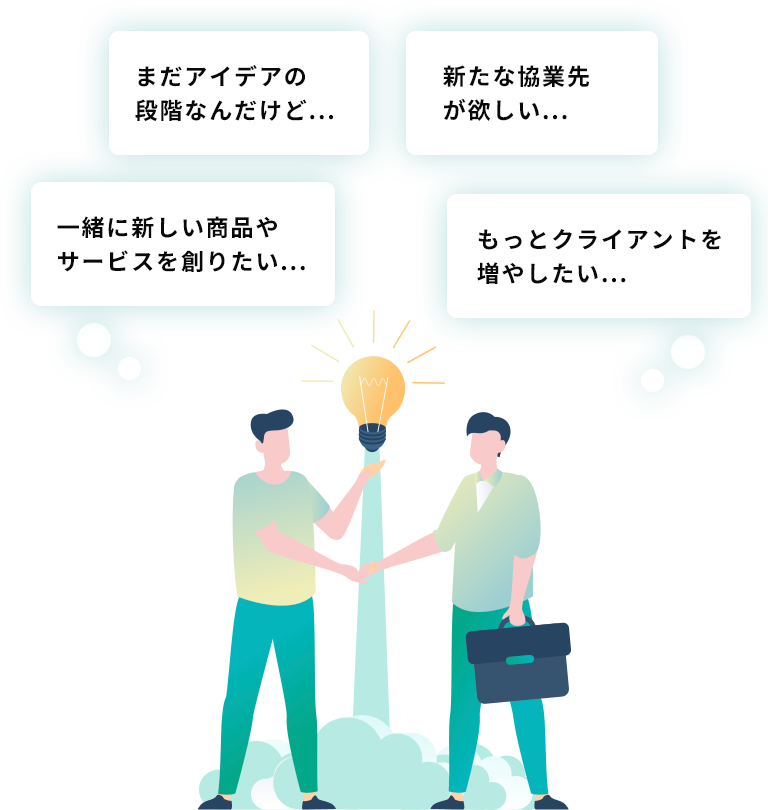 まだアイデアの
段階なんだけど...
新たな協業先
が欲しい...
一緒に新しい商品や
サービスを創りたい...
もっとクライアントを
増やしたい...